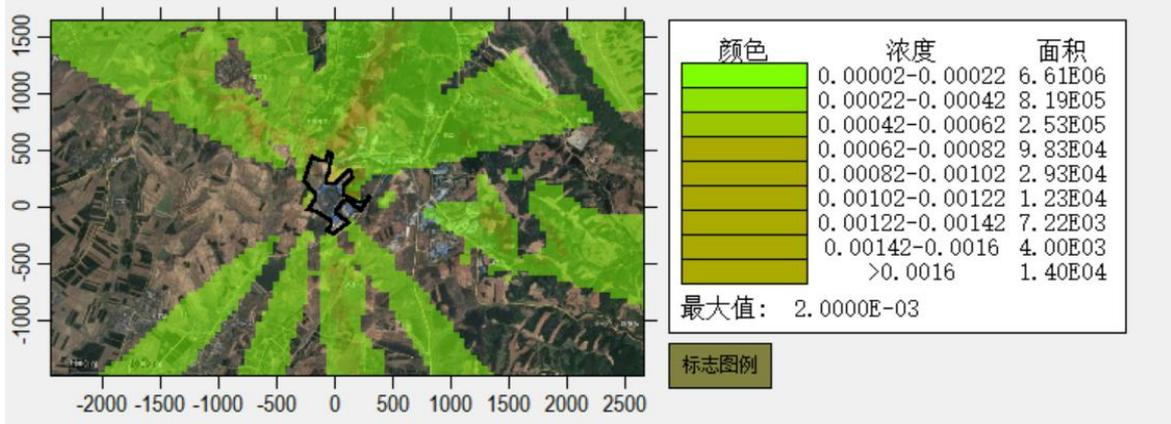 1500
1000
500
0
-500
-1000
-2000 -1500 -1000 -500 0 500 1000 1500 2000 2500
颜色 浓度 面积
0.00002-0.00022 6.61E06
0.00022-0.00042 8.19E05
0.00042-0.00062 2.53E05
0.00062-0.00082 9.83E04
0.00082-0.00102 2.93E04
0.00102-0.00122 1.23E04
0.00122-0.00142 7.22E03
0.00142-0.0016 4.00E03
>0.0016 1.40E04
最大值: 2.0000E-03
标志图例